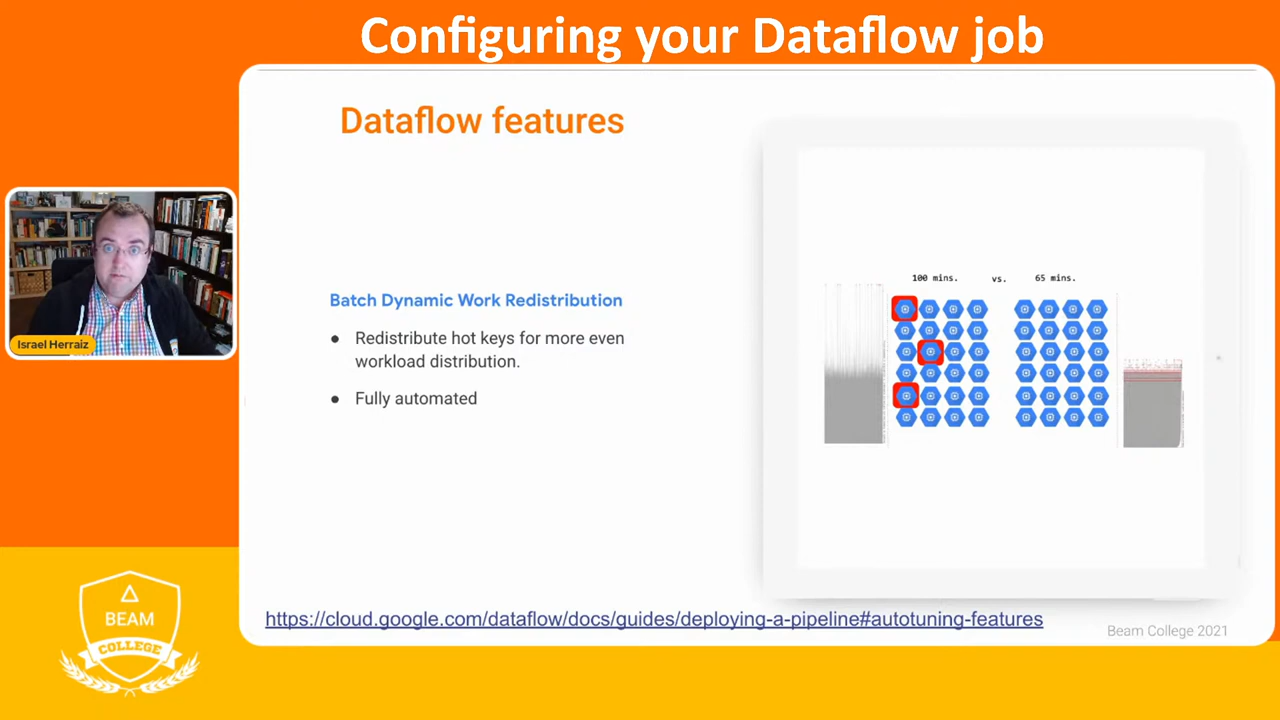 Configuring your Dataflow job
Dataflow features
Batch Dynamic Work Redistribution
● Redistribute hot keys for more even
workload distribution.
● Fully automated
100 mins. vs. 65 mins.
Israel Herraiz
BEAM
COLLEGE
https://cloud.google.com/dataflow/docs/guides/deploying-a-pipeline#autotuning-features
Beam College 2021